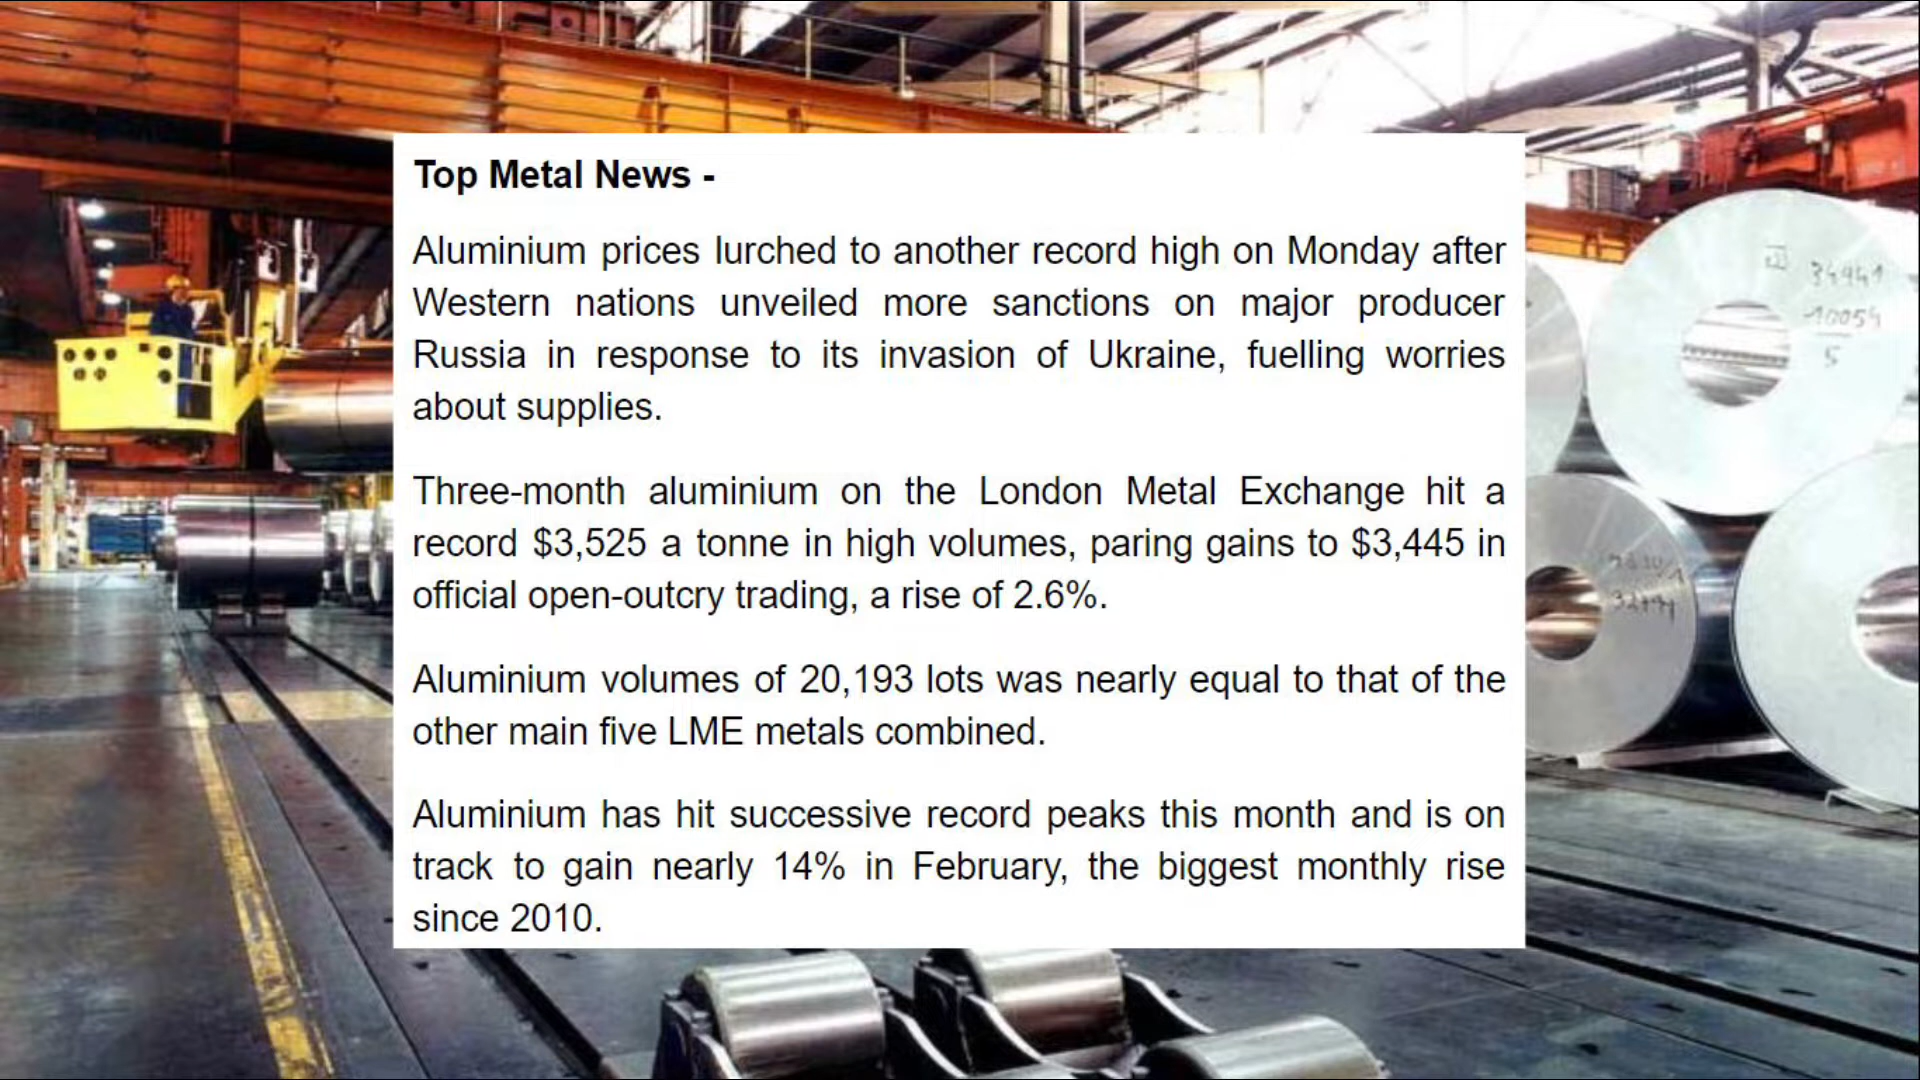 Top Metal News -
Aluminium prices lurched to another record high on Monday after
Western nations unveiled more sanctions on major producer
Russia in response to its invasion of Ukraine, fuelling worries
about supplies.
Three-month aluminium on the London Metal Exchange hit a
record $3,525 a tonne in high volumes, paring gains to $3,445 in
official open-outcry trading, a rise of 2.6%.
Aluminium volumes of 20,193 lots was nearly equal to that of the
other main five LME metals combined.
Aluminium has hit successive record peaks this month and is on
track to gain nearly 14% in February, the biggest monthly rise
since 2010.
34941
10054
5